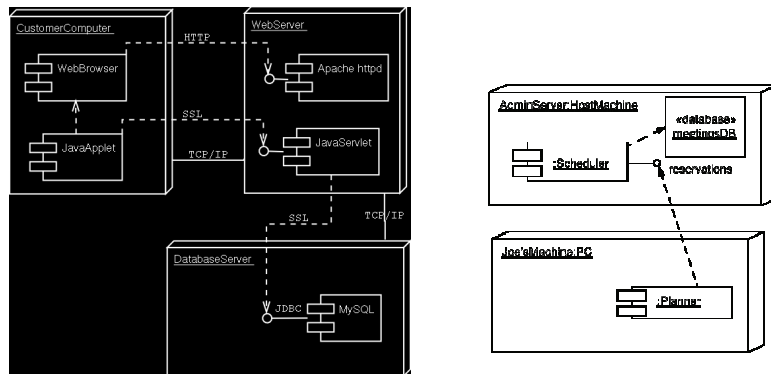 CustomerComputer
WebServer
HTTP
WebBrowser
Apache httpd
SSL
JavaApplet
JavaServlet
TCP/IP
SSL
TCP/IP
DatabaseServer
JDBC
MySQL
AdminServer:HostMachine
«database»
meetingsDB
:Scheduler
reservations
Joe'sMachine:PC
:Planner